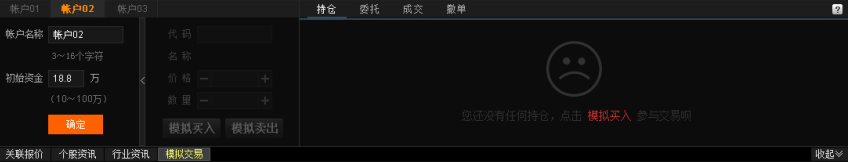 帐户01 帐户02 帐户03 持仓 委托 成交 撤单 ?
帐户名称 帐户02 代 码
3～16个字符 名 称
初始资金 18.8 万 价 格 － ＋
（10～100万） 数 量 － ＋
确定 模拟买入 模拟卖出
您还没有任何持仓，点击 模拟买入 参与交易吧
关联报价 个股资讯 行业资讯 模拟交易 收起